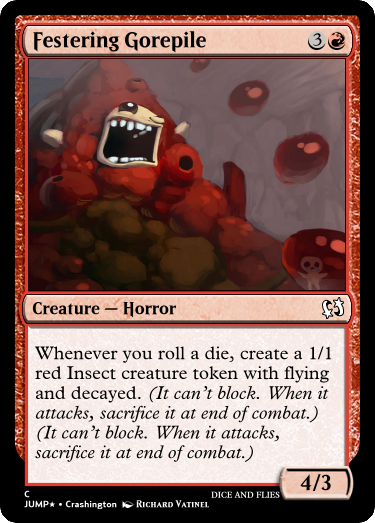 Festering Gorepile 3
Creature — Horror
Whenever you roll a die, create a 1/1
red Insect creature token with flying
and decayed. (It can't block. When it
attacks, sacrifice it at end of combat.)
(It can't block. When it attacks,
sacrifice it at end of combat.)
4/3
C DICE AND FLIES
JUMP★ • Crashington Richard Vatinel